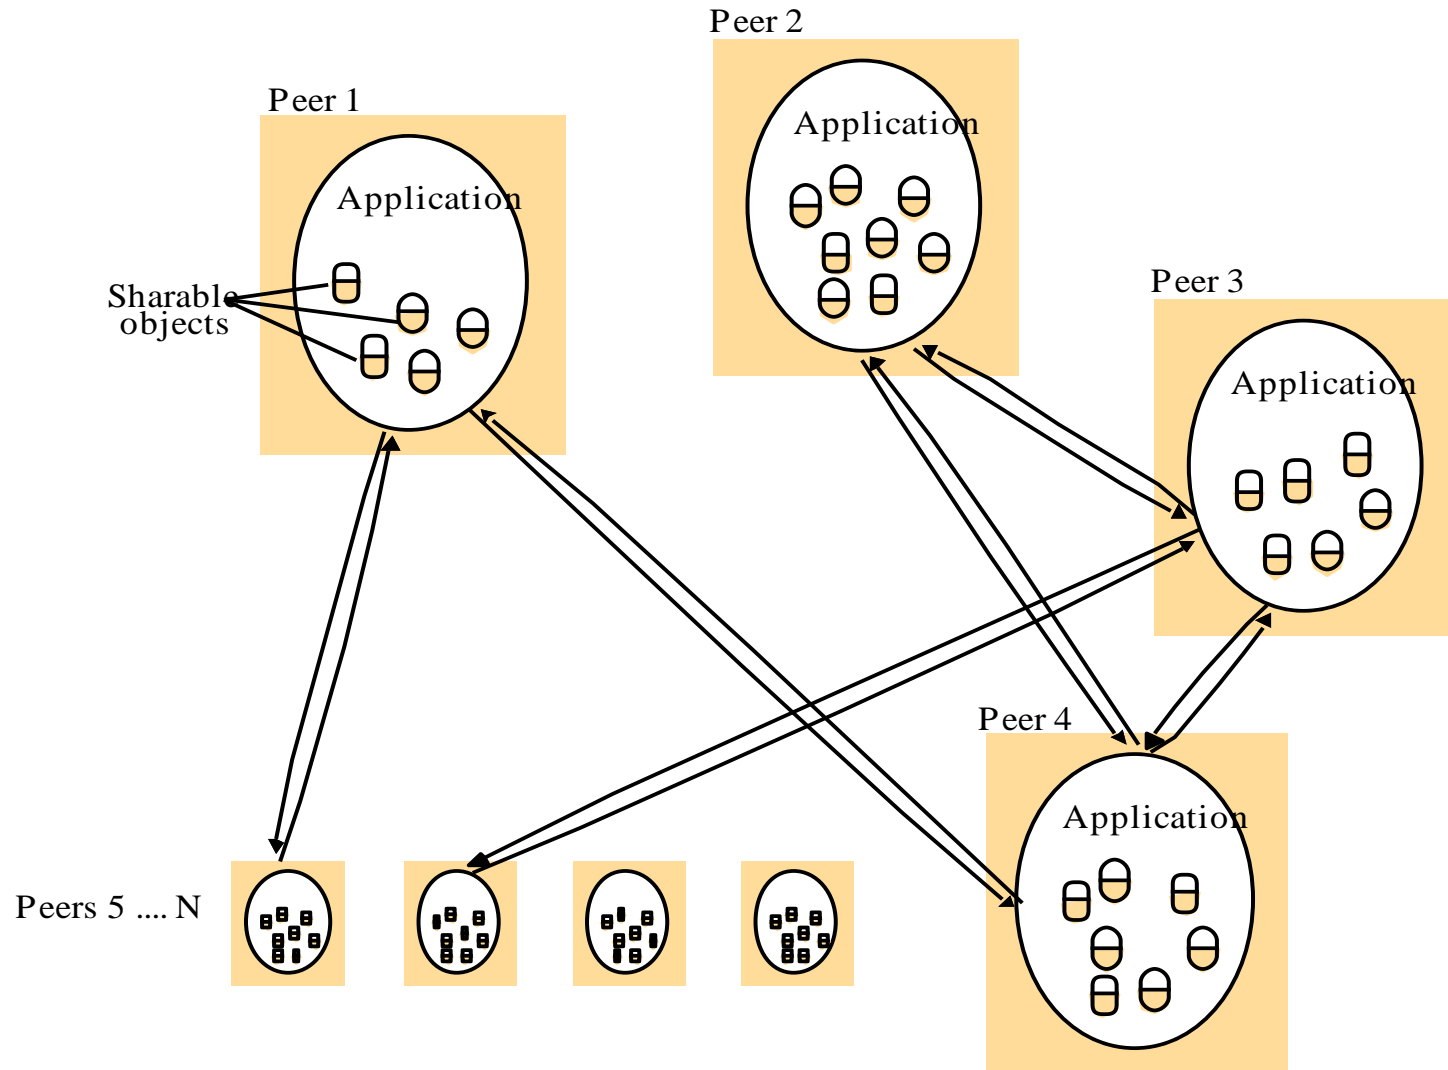 Peer 2
Peer 1
Application
Application
Peer 3
Sharable
objects
Application
Peer 4
Application
Peers 5 .... N